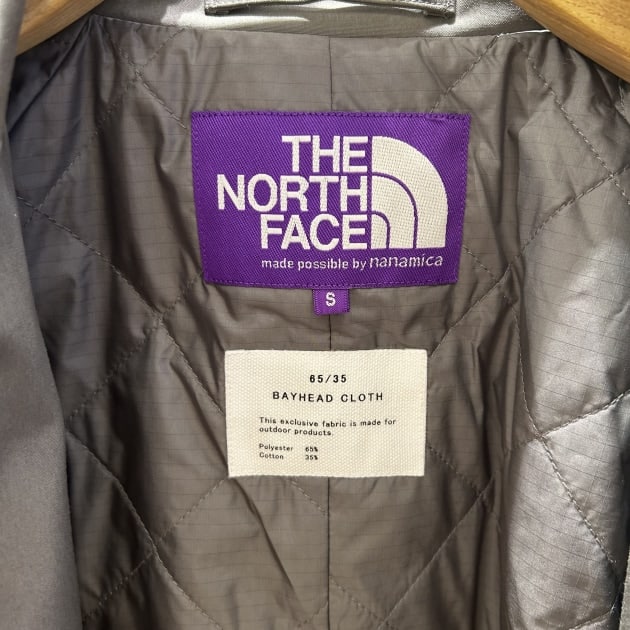 THE
NORTH
FACE
made possible by nanamica
S
65/35
BAYHEAD CLOTH
This exclusive fabric is made for
outdoor products.
Polyester 65%
Cotton 35%